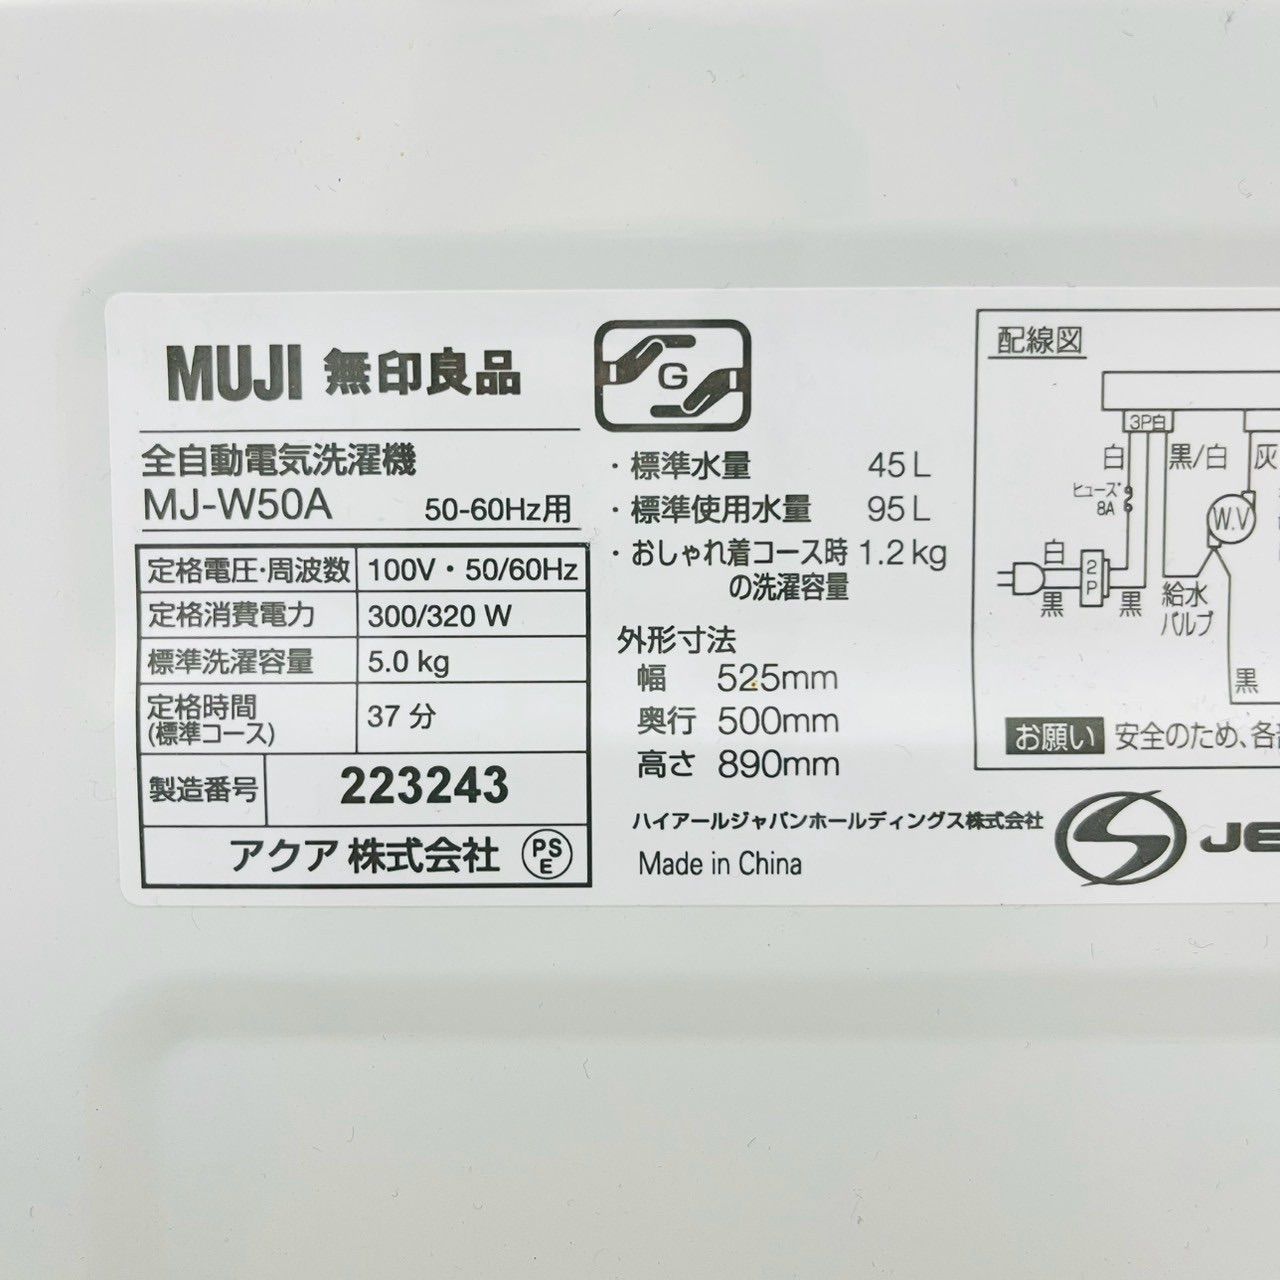 MUJI 無印良品
全自動電気洗濯機
MJ-W50A 50-60Hz用
定格電圧・周波数 100V・50/60Hz
定格消費電力 300/320 W
標準洗濯容量 5.0 kg
定格時間 37 分
(標準コース)
製造番号 223243
アクア 株式会社 PS E
G
・標準水量 45L
・標準使用水量 95L
・おしゃれ着コース時 1.2kg
の洗濯容量
外形寸法
幅 525mm
奥行 500mm
高さ 890mm
ハイアールジャパンホールディングス株式会社
Made in China
配線図
3P白
白 黒/白 灰
ヒューズ
8A
W.V
白
2P
黒 黒
給水
バルブ
黒
お願い 安全のため、各
JE